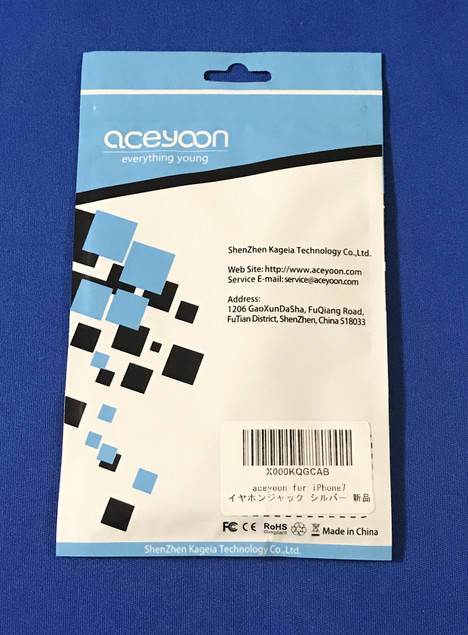 aceyoon
everything young
ShenZhen Kageia Technology Co.,Ltd.
Web Site: http://www.aceyoon.com
Service E-mail: service@aceyoon.com
Address:
1206 GaoXunDaSha, FuQiang Road,
FuTian District, ShenZhen, China 518033
X000KQGCAB
aceyoon for iPhone7
イヤホンジャック シルバー 新品
FC CE RoHS compliant Made in China
ShenZhen Kageia Technology Co.,Ltd.